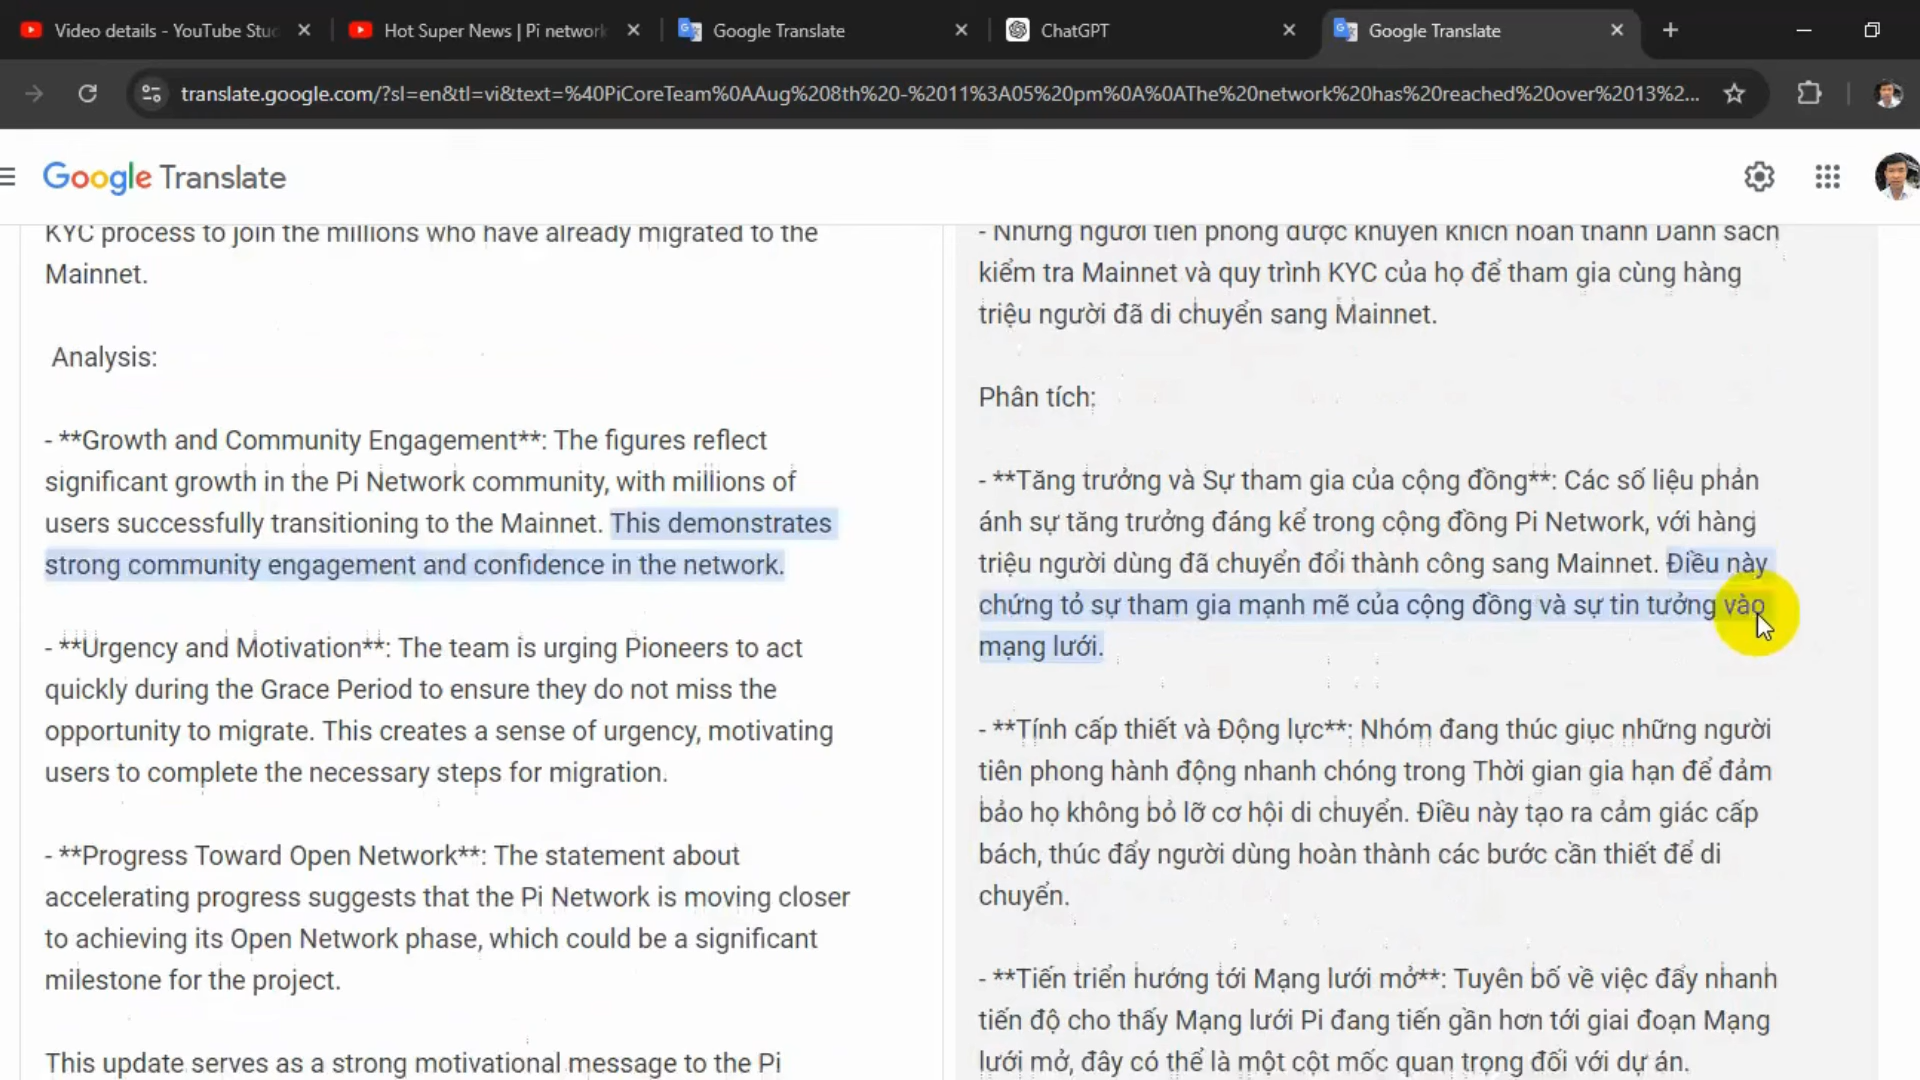 Video details - YouTube Stud
Hot Super News | Pi network
Google Translate
ChatGPT
Google Translate
translate.google.com/?sl=en&tl=vi&text=%40PiCoreTeam%0AAug%208th%20-%2011%3A05%20pm%0A%0AThe%20network%20has%20reached%20over%2013%2...
Google Translate
KYC process to join the millions who have already migrated to the
Mainnet.
Analysis:
- **Growth and Community Engagement**: The figures reflect
significant growth in the Pi Network community, with millions of
users successfully transitioning to the Mainnet. This demonstrates
strong community engagement and confidence in the network.
- **Urgency and Motivation**: The team is urging Pioneers to act
quickly during the Grace Period to ensure they do not miss the
opportunity to migrate. This creates a sense of urgency, motivating
users to complete the necessary steps for migration.
- **Progress Toward Open Network**: The statement about
accelerating progress suggests that the Pi Network is moving closer
to achieving its Open Network phase, which could be a significant
milestone for the project.
This update serves as a strong motivational message to the Pi
- Những người tiên phong được khuyến khích hoàn thành Danh sách
kiểm tra Mainnet và quy trình KYC của họ để tham gia cùng hàng
triệu người đã di chuyển sang Mainnet.
Phân tích:
- **Tăng trưởng và Sự tham gia của cộng đồng**: Các số liệu phản
ánh sự tăng trưởng đáng kể trong cộng đồng Pi Network, với hàng
triệu người dùng đã chuyển đổi thành công sang Mainnet. Điều này
chứng tỏ sự tham gia mạnh mẽ của cộng đồng và sự tin tưởng vào
mạng lưới.
- **Tính cấp thiết và Động lực**: Nhóm đang thúc giục những người
tiên phong hành động nhanh chóng trong Thời gian gia hạn để đảm
bảo họ không bỏ lỡ cơ hội di chuyển. Điều này tạo ra cảm giác cấp
bách, thúc đẩy người dùng hoàn thành các bước cần thiết để di
chuyển.
- **Tiến triển hướng tới Mạng lưới mở**: Tuyên bố về việc đẩy nhanh
tiến độ cho thấy Mạng lưới Pi đang tiến gần hơn tới giai đoạn Mạng
lưới mở, đây có thể là một cột mốc quan trọng đối với dự án.